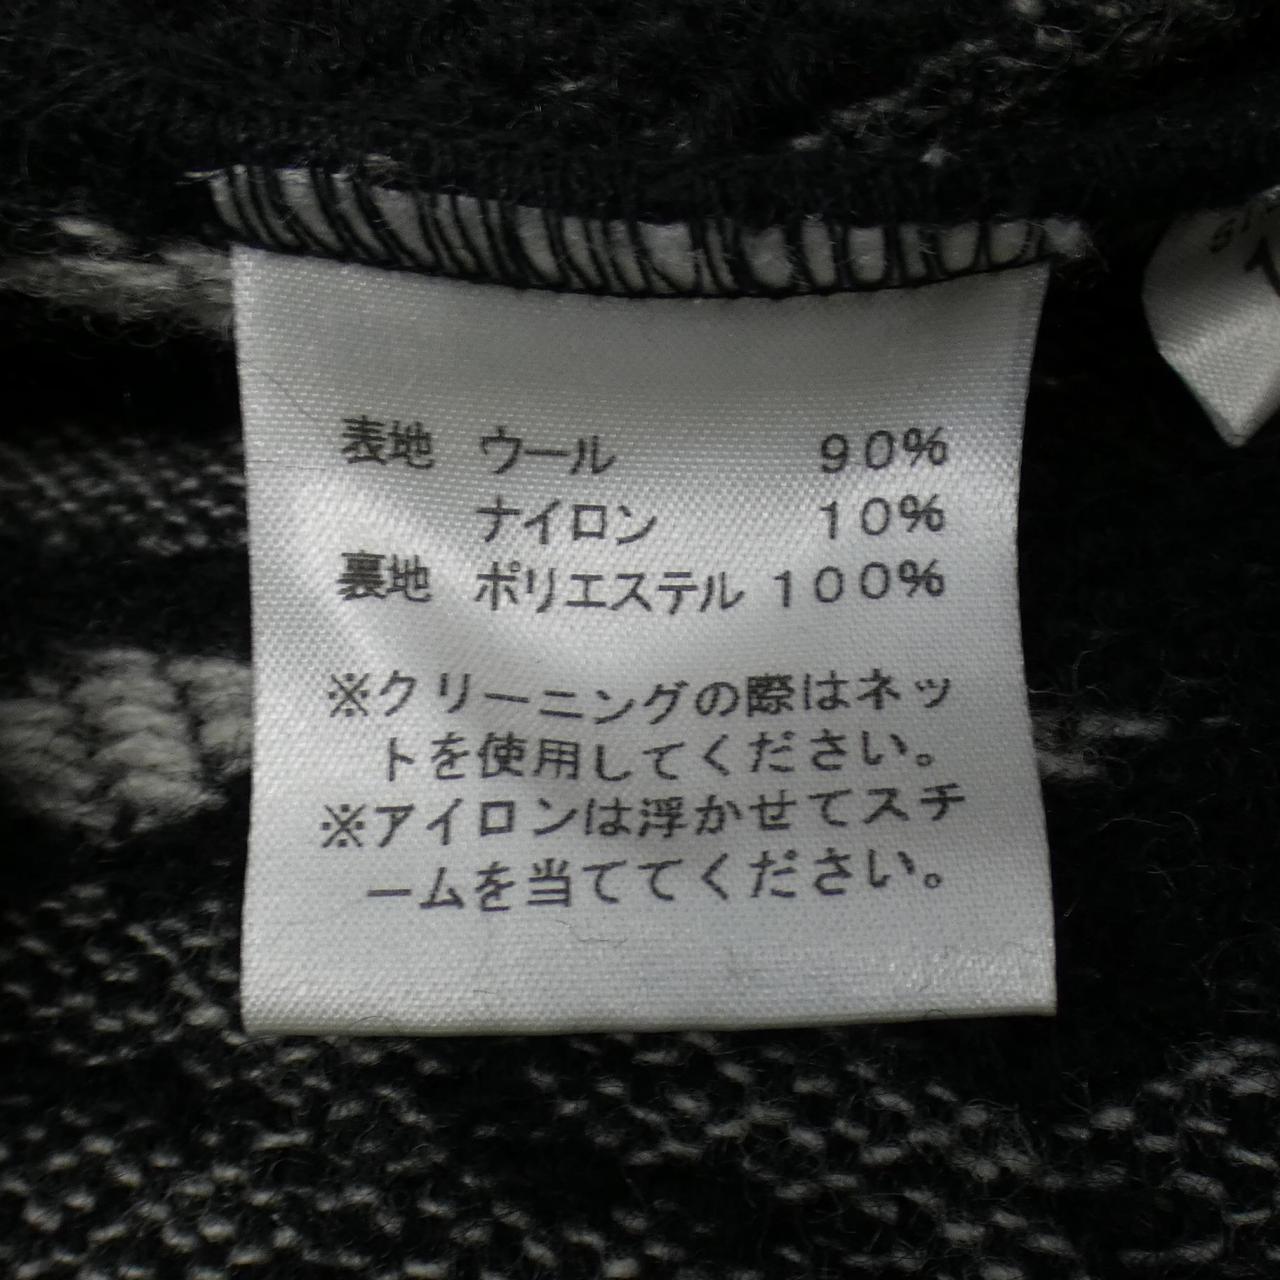 表地 ウール 90%
ナイロン 10%
裏地 ポリエステル 100%
※クリーニングの際はネッ
トを使用してください。
※アイロンは浮かせてスチ
ームを当ててください。